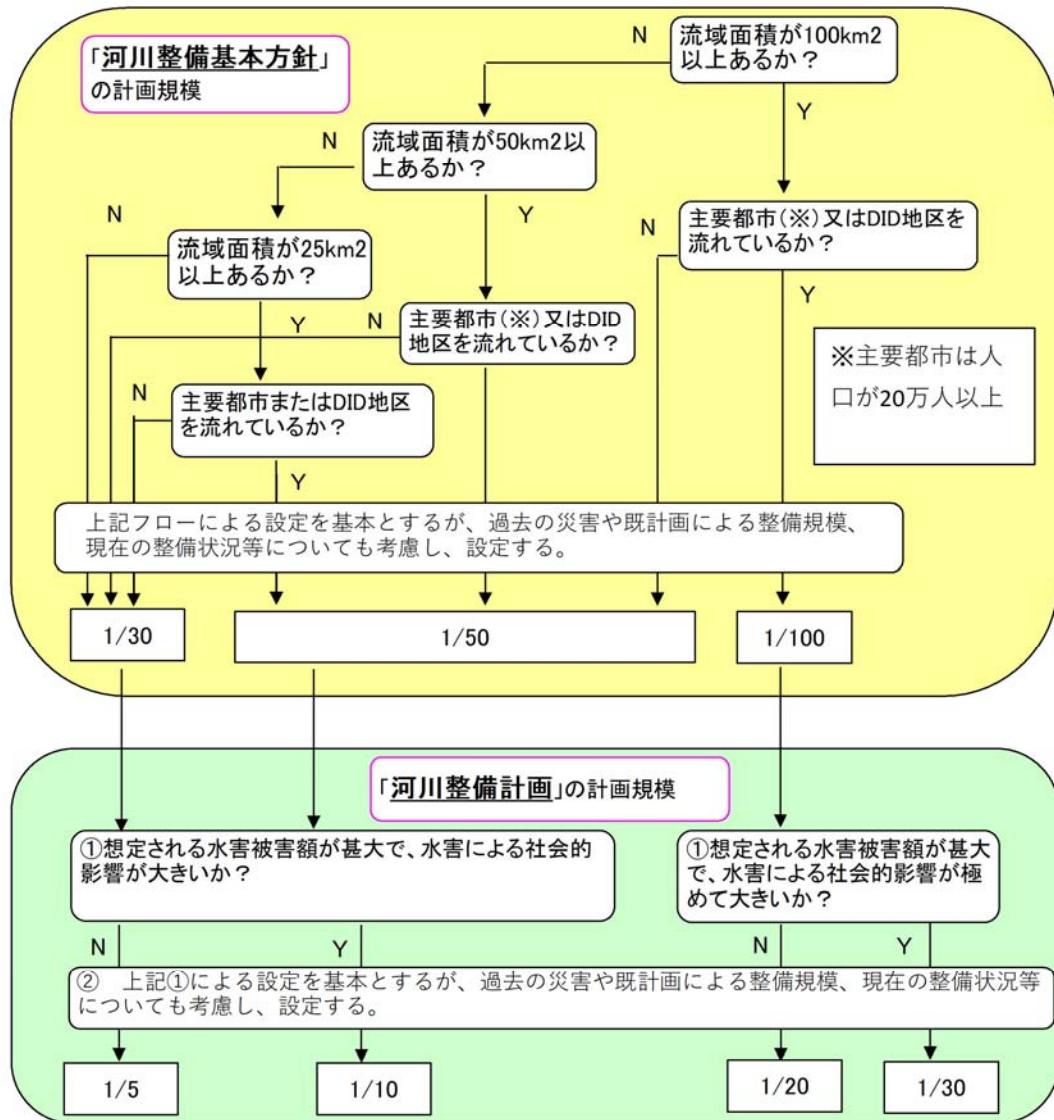 「河川整備基本方針」
の計画規模
N
流域面積が100km2
以上あるか？
Y
N
流域面積が50km2以
上あるか？
Y
N
流域面積が25km2
以上あるか？
Y
N
主要都市(※)又はDID地区を
流れているか？
Y
N
主要都市(※)又はDID
地区を流れているか？
※主要都市は人
口が20万人以上
N
主要都市またはDID地区
を流れているか？
Y
上記フローによる設定を基本とするが、過去の災害や既計画による整備規模、
現在の整備状況等についても考慮し、設定する。
1/30
1/50
1/100
「河川整備計画」の計画規模
①想定される水害被害額が甚大で、水害による社会的
影響が大きいか？
①想定される水害被害額が甚大
で、水害による社会的影響が極
めて大きいか？
N
Y
N
Y
② 上記①による設定を基本とするが、過去の災害や既計画による整備規模、現在の整備状況等
についても考慮し、設定する。
1/5
1/10
1/20
1/30